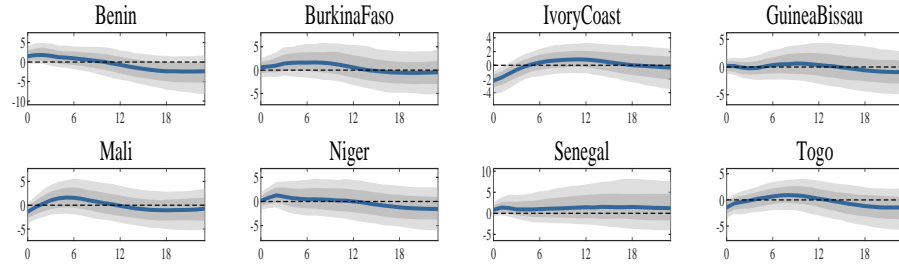 Benin BurkinaFaso IvoryCoast GuineaBissau
5 0 -5 -10 5 0 -5 4 2 0 -2 -4 5 0 -5
0 6 12 18 0 6 12 18 0 6 12 18 0 6 12 18
Mali Niger Senegal Togo
5 0 -5 5 0 -5 10 5 0 -5 5 0 -5
0 6 12 18 0 6 12 18 0 6 12 18 0 6 12 18